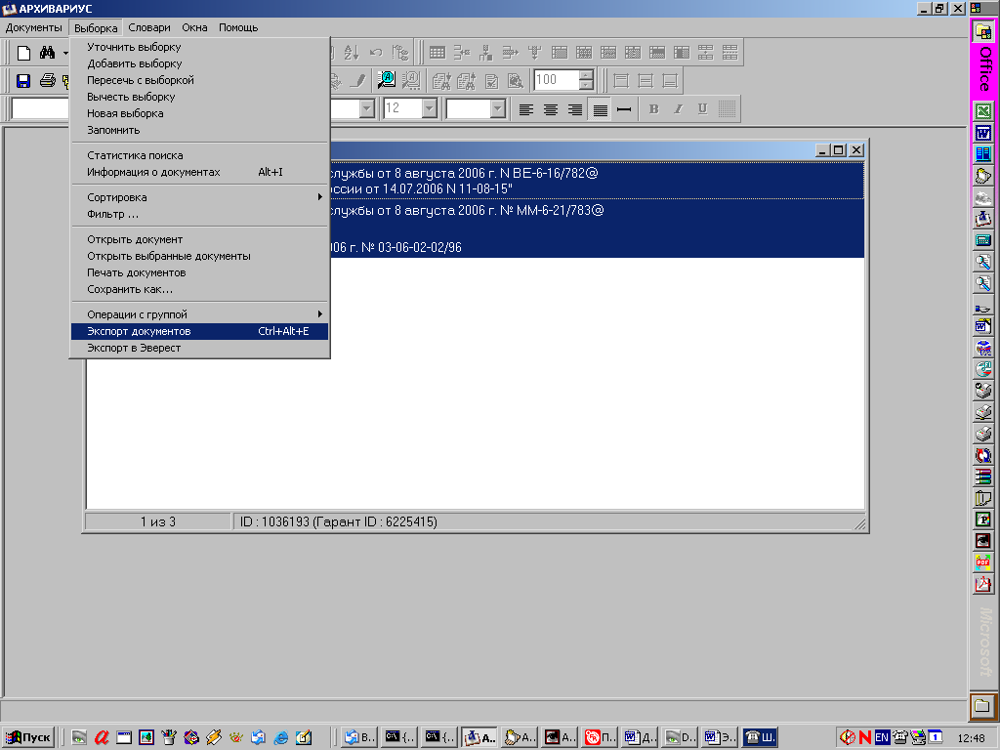 АРХИВАРИУС
Документы Выборка Словари Окна Помощь
Уточнить выборку
Добавить выборку
Пересечь с выборкой
Вычесть выборку
Новая выборка
Запомнить
Статистика поиска
Информация о документах Alt+I
Сортировка
Фильтр ...
Открыть документ
Открыть выбранные документы
Печать документов
Сохранить как...
Операции с группой
Экспорт документов Ctrl+Alt+E
Экспорт в Эверест
100
12
B I U
службы от 8 августа 2006 г. N ВЕ-6-16/782@
ссии от 14.07.2006 N 11-08-15"
службы от 8 августа 2006 г. № ММ-6-21/783@
006 г. № 03-06-02-02/96
1 из 3 ID : 1036193 (Гарант ID : 6225415)
Office
Microsoft
Пуск В.. {.. {.. А.. А.. А.. П.. Д.. D.. Э.. Ш. EN 12:48